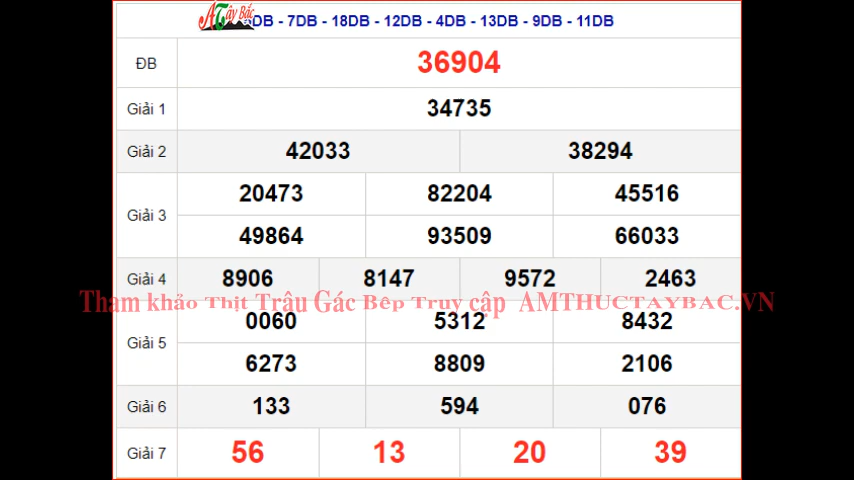 ATây Bắc
DB - 7DB - 18DB - 12DB - 4DB - 13DB - 9DB - 11DB
ĐB 36904
Giải 1 34735
Giải 2 42033 38294
Giải 3 20473 82204 45516
49864 93509 66033
Giải 4 8906 8147 9572 2463
Tham khảo Thịt Trâu Gác Bếp Truy cập AMTHUCTAYBAC.VN
Giải 5 0060 5312 8432
6273 8809 2106
Giải 6 133 594 076
Giải 7 56 13 20 39